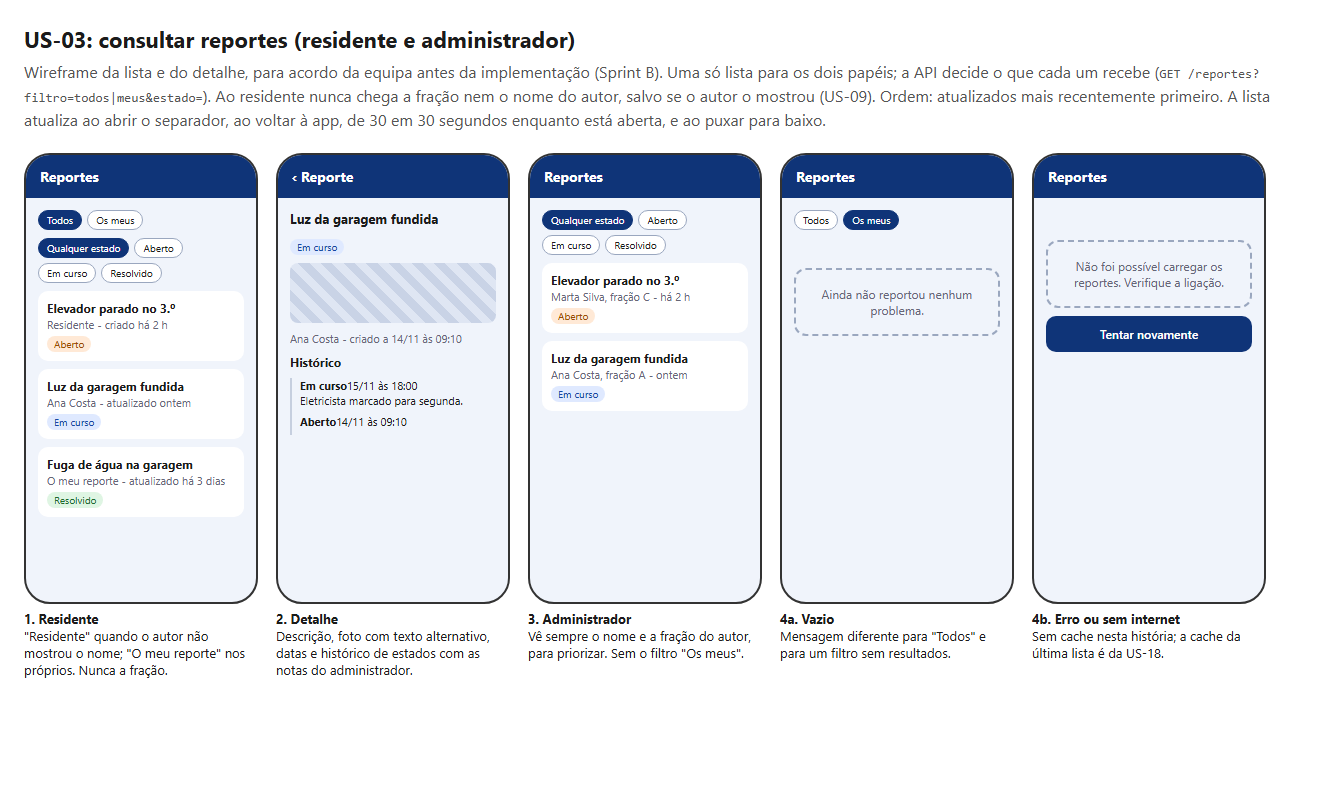 US-03: consultar reportes (residente e administrador)
Wireframe da lista e do detalhe, para acordo da equipa antes da implementação (Sprint B). Uma só lista para os dois papéis; a API decide o que cada um recebe (GET /reportes?
filtro=todos|meus&estado=). Ao residente nunca chega a fração nem o nome do autor, salvo se o autor o mostrou (US-09). Ordem: atualizados mais recentemente primeiro. A lista
atualiza ao abrir o separador, ao voltar à app, de 30 em 30 segundos enquanto está aberta, e ao puxar para baixo.
Reportes
Todos
Os meus
Qualquer estado
Aberto
Em curso
Resolvido
Elevador parado no 3.º
Residente - criado há 2 h
Aberto
Luz da garagem fundida
Ana Costa - atualizado ontem
Em curso
Fuga de água na garagem
O meu reporte - atualizado há 3 dias
Resolvido
1. Residente
"Residente" quando o autor não
mostrou o nome; "O meu reporte" nos
próprios. Nunca a fração.
‹ Reporte
Luz da garagem fundida
Em curso
Ana Costa - criado a 14/11 às 09:10
Histórico
Em curso15/11 às 18:00
Eletricista marcado para segunda.
Aberto14/11 às 09:10
2. Detalhe
Descrição, foto com texto alternativo,
datas e histórico de estados com as
notas do administrador.
Reportes
Qualquer estado
Aberto
Em curso
Resolvido
Elevador parado no 3.º
Marta Silva, fração C - há 2 h
Aberto
Luz da garagem fundida
Ana Costa, fração A - ontem
Em curso
3. Administrador
Vê sempre o nome e a fração do autor,
para priorizar. Sem o filtro "Os meus".
Reportes
Todos
Os meus
Ainda não reportou nenhum
problema.
4a. Vazio
Mensagem diferente para "Todos" e
para um filtro sem resultados.
Reportes
Não foi possível carregar os
reportes. Verifique a ligação.
Tentar novamente
4b. Erro ou sem internet
Sem cache nesta história; a cache da
última lista é da US-18.